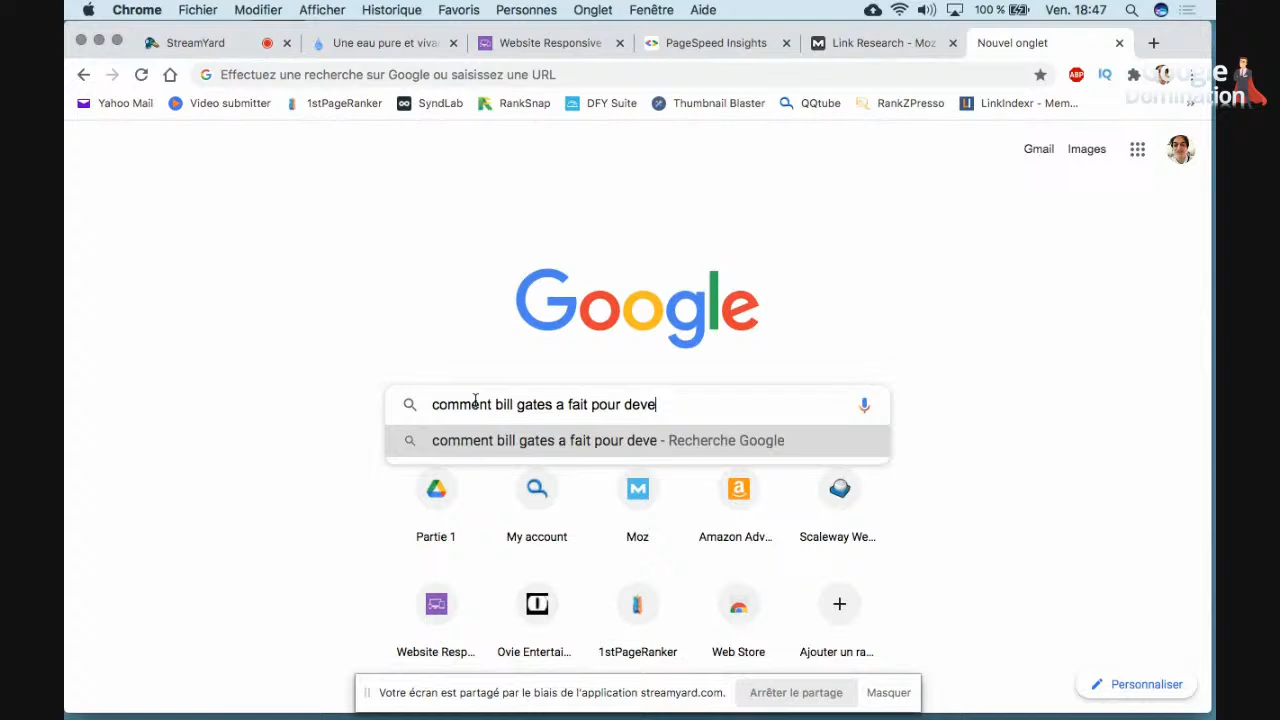 Chrome Fichier Modifier Afficher Historique Favoris Personnes Onglet Fenêtre Aide 100 % Ven. 18:47
StreamYard Une eau pure et viva Website Responsive PageSpeed Insights Link Research - Moz Nouvel onglet
Effectuez une recherche sur Google ou saisissez une URL ABP IQ
Google
Domination
Yahoo Mail Video submitter 1stPageRanker SyndLab RankSnap DFY Suite Thumbnail Blaster QQtube RankZPresso LinkIndexr - Mem...
Gmail Images
Google
comment bill gates a fait pour deve
comment bill gates a fait pour deve - Recherche Google
Partie 1 My account Moz Amazon Adv... Scaleway We...
Website Resp... Ovie Entertai... 1stPageRanker Web Store Ajouter un ra...
Votre écran est partagé par le biais de l'application streamyard.com. Arrêter le partage Masquer
Personnaliser